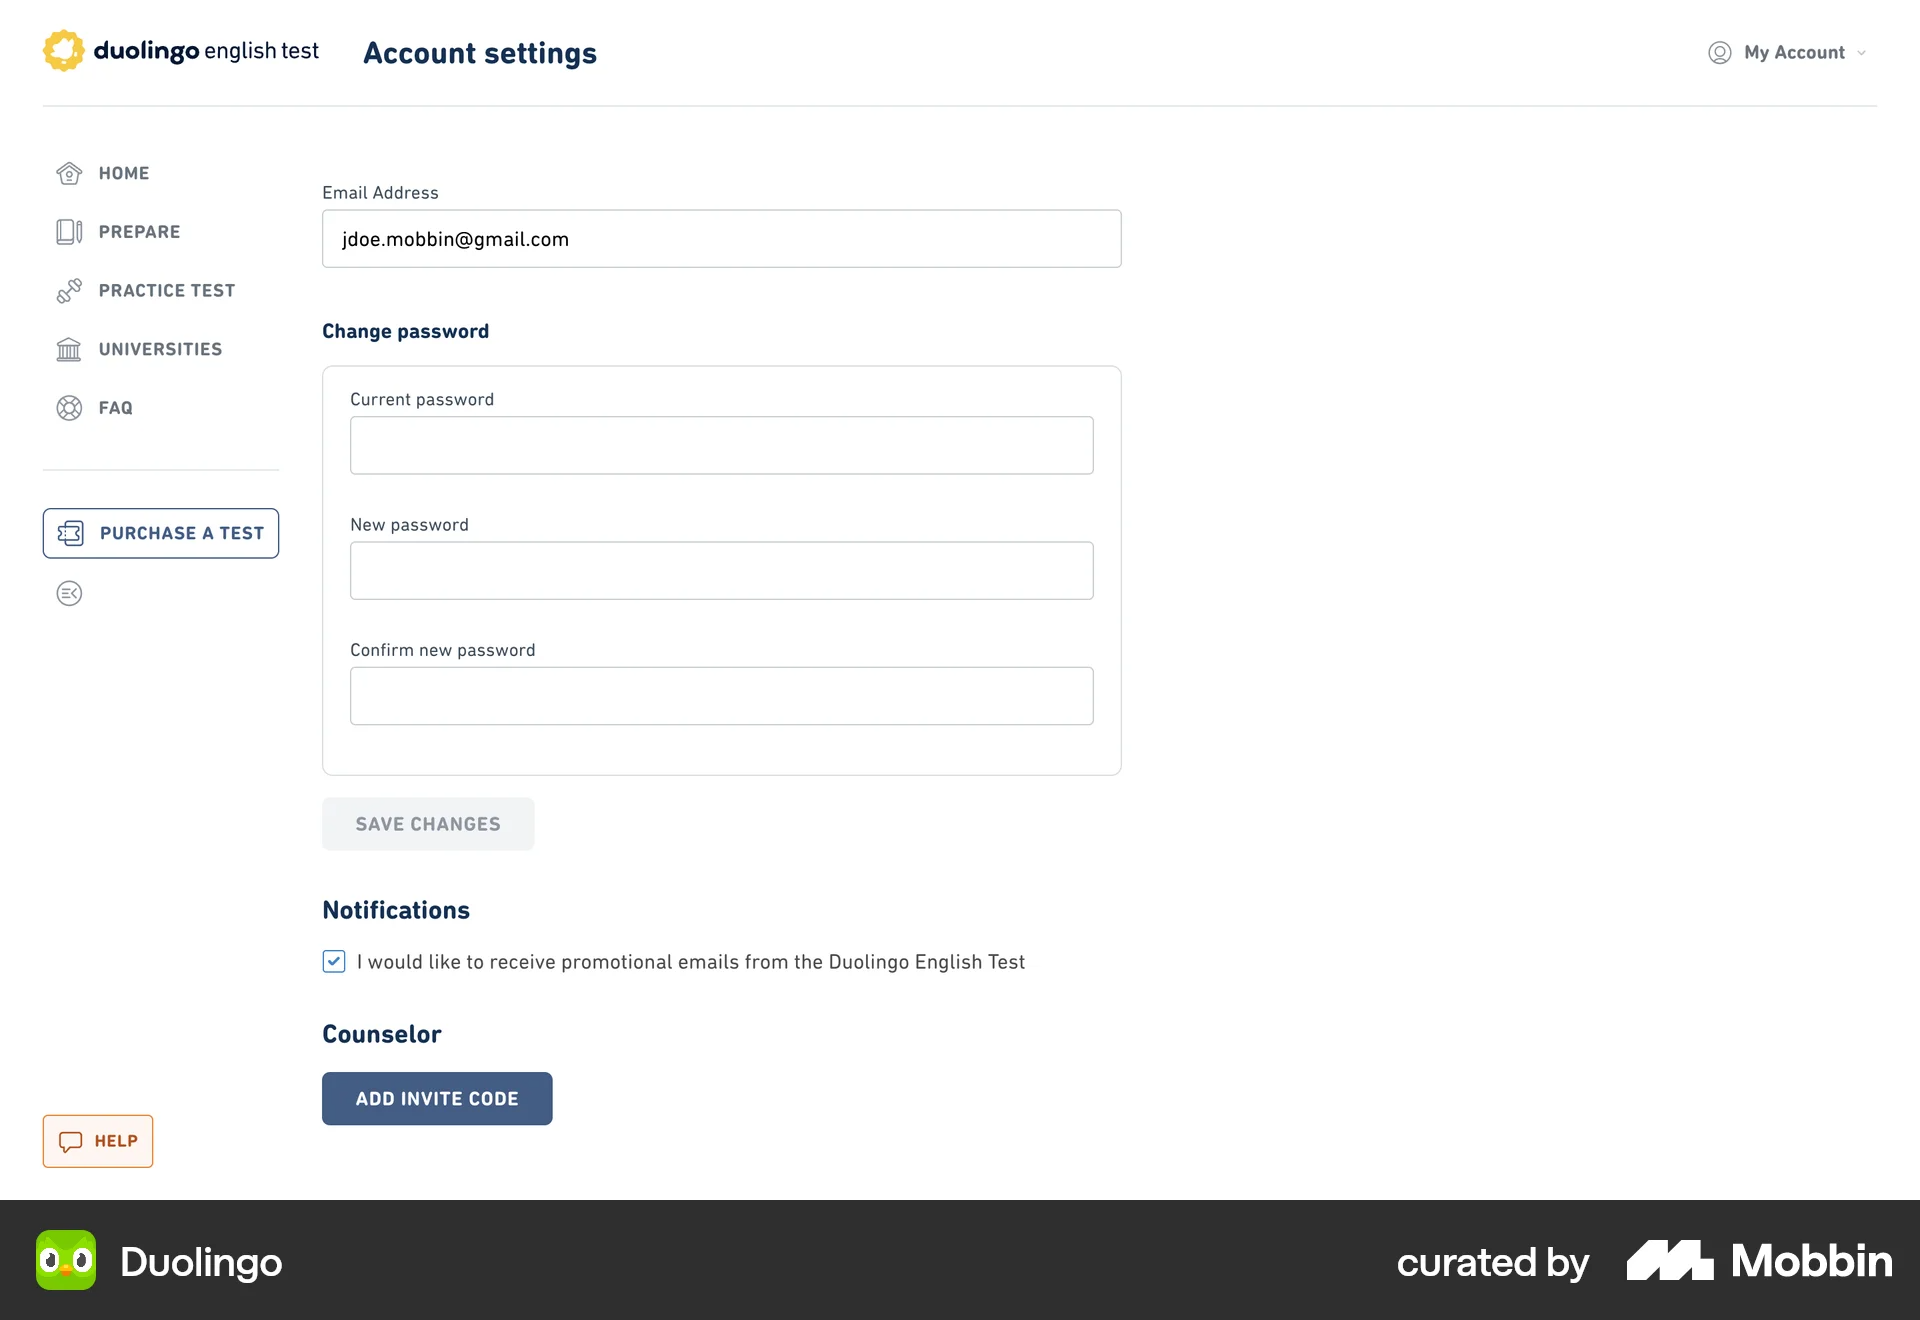 duolingo english test
Account settings
My Account
HOME
PREPARE
PRACTICE TEST
UNIVERSITIES
FAQ
PURCHASE A TEST
Email Address
jdoe.mobbin@gmail.com
Change password
Current password
New password
Confirm new password
SAVE CHANGES
Notifications
I would like to receive promotional emails from the Duolingo English Test
Counselor
ADD INVITE CODE
HELP
Duolingo
curated by Mobbin